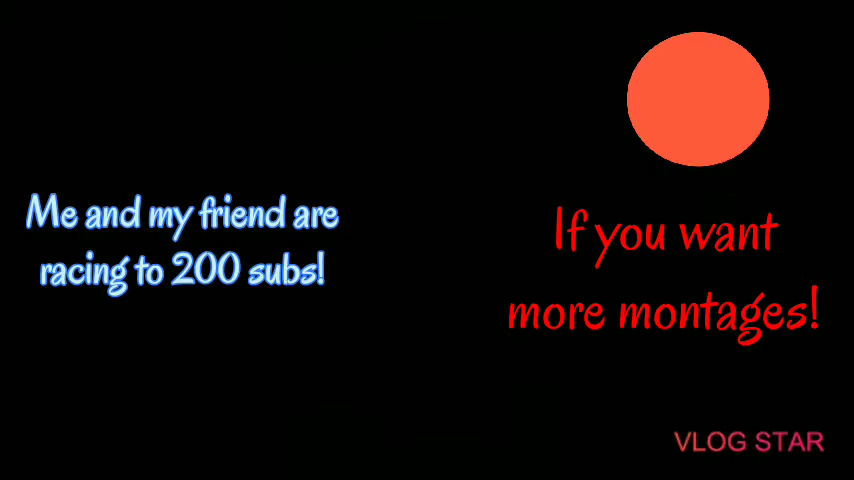 Me and my friend are
racing to 200 subs!
If you want
more montages!
VLOG STAR